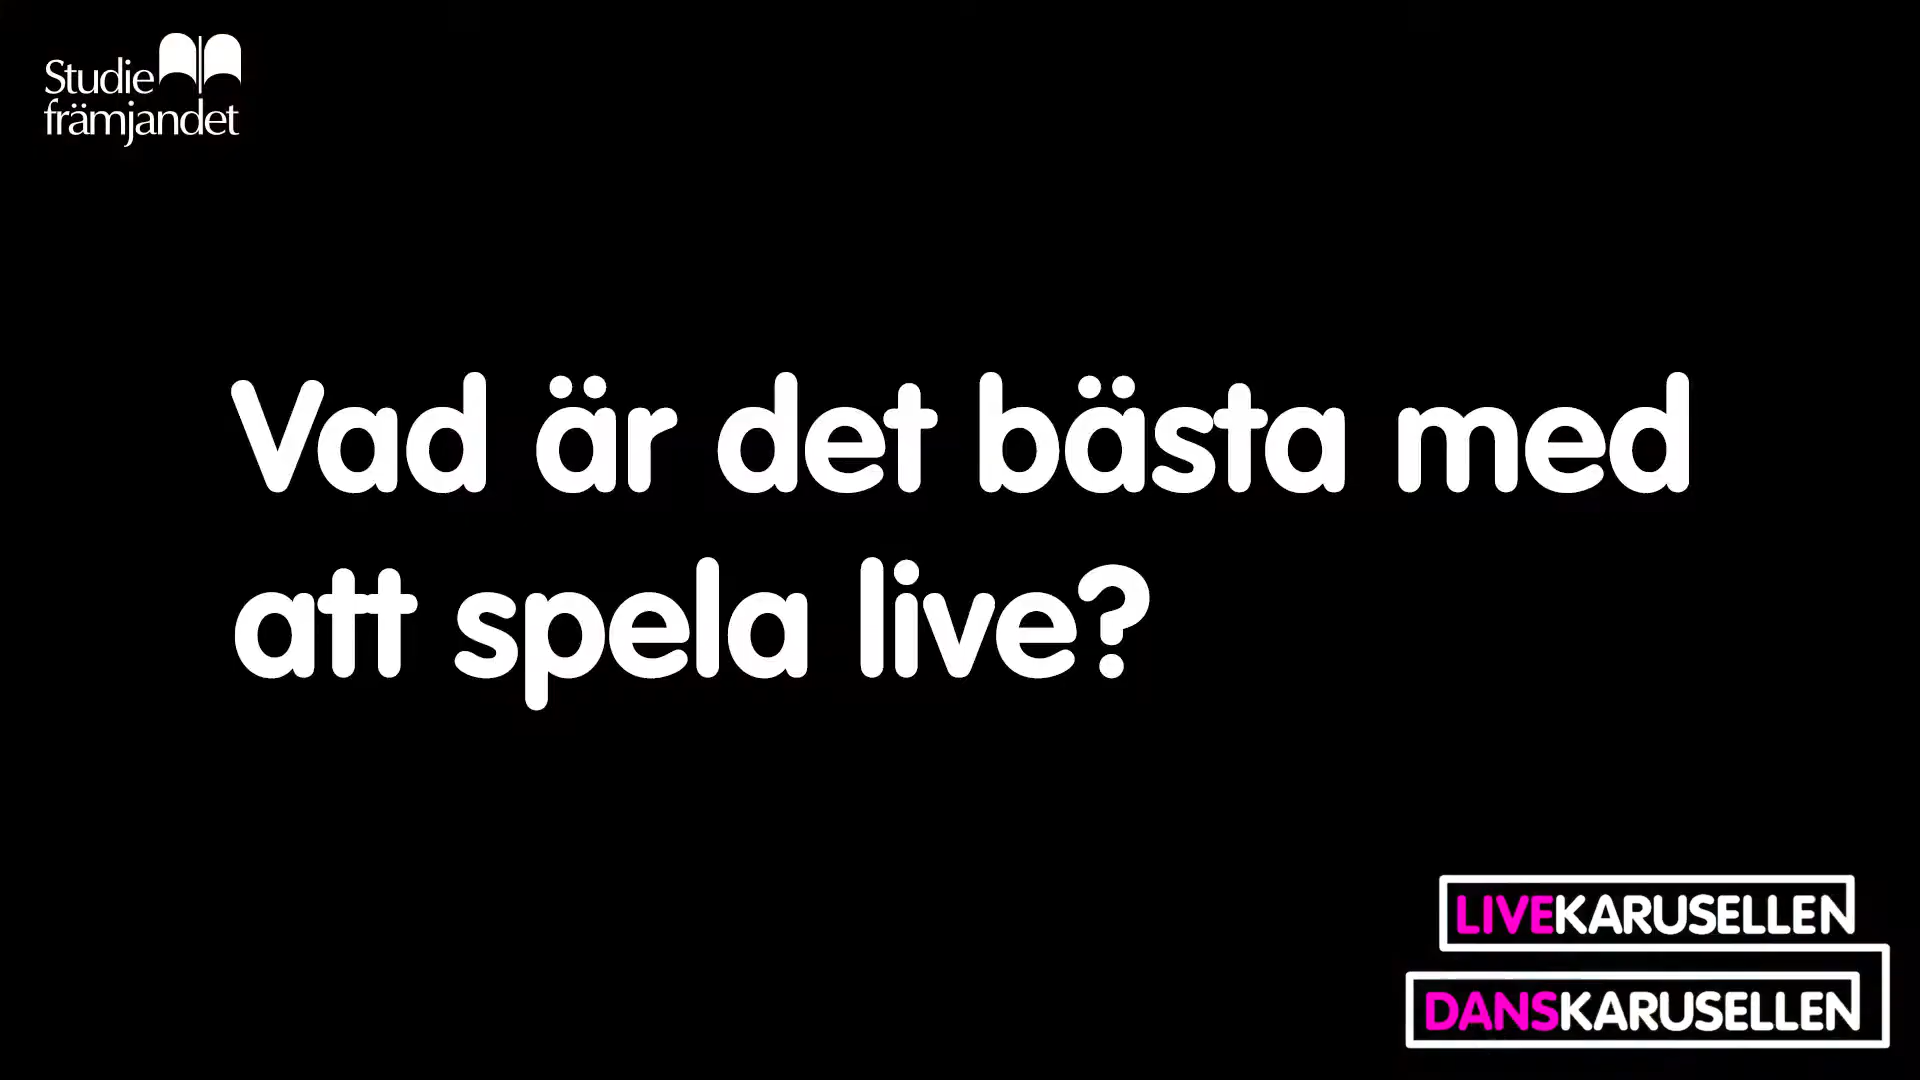 Studie
främjandet
Vad är det bästa med
att spela live?
LIVEKARUSELLEN
DANSKARUSELLEN